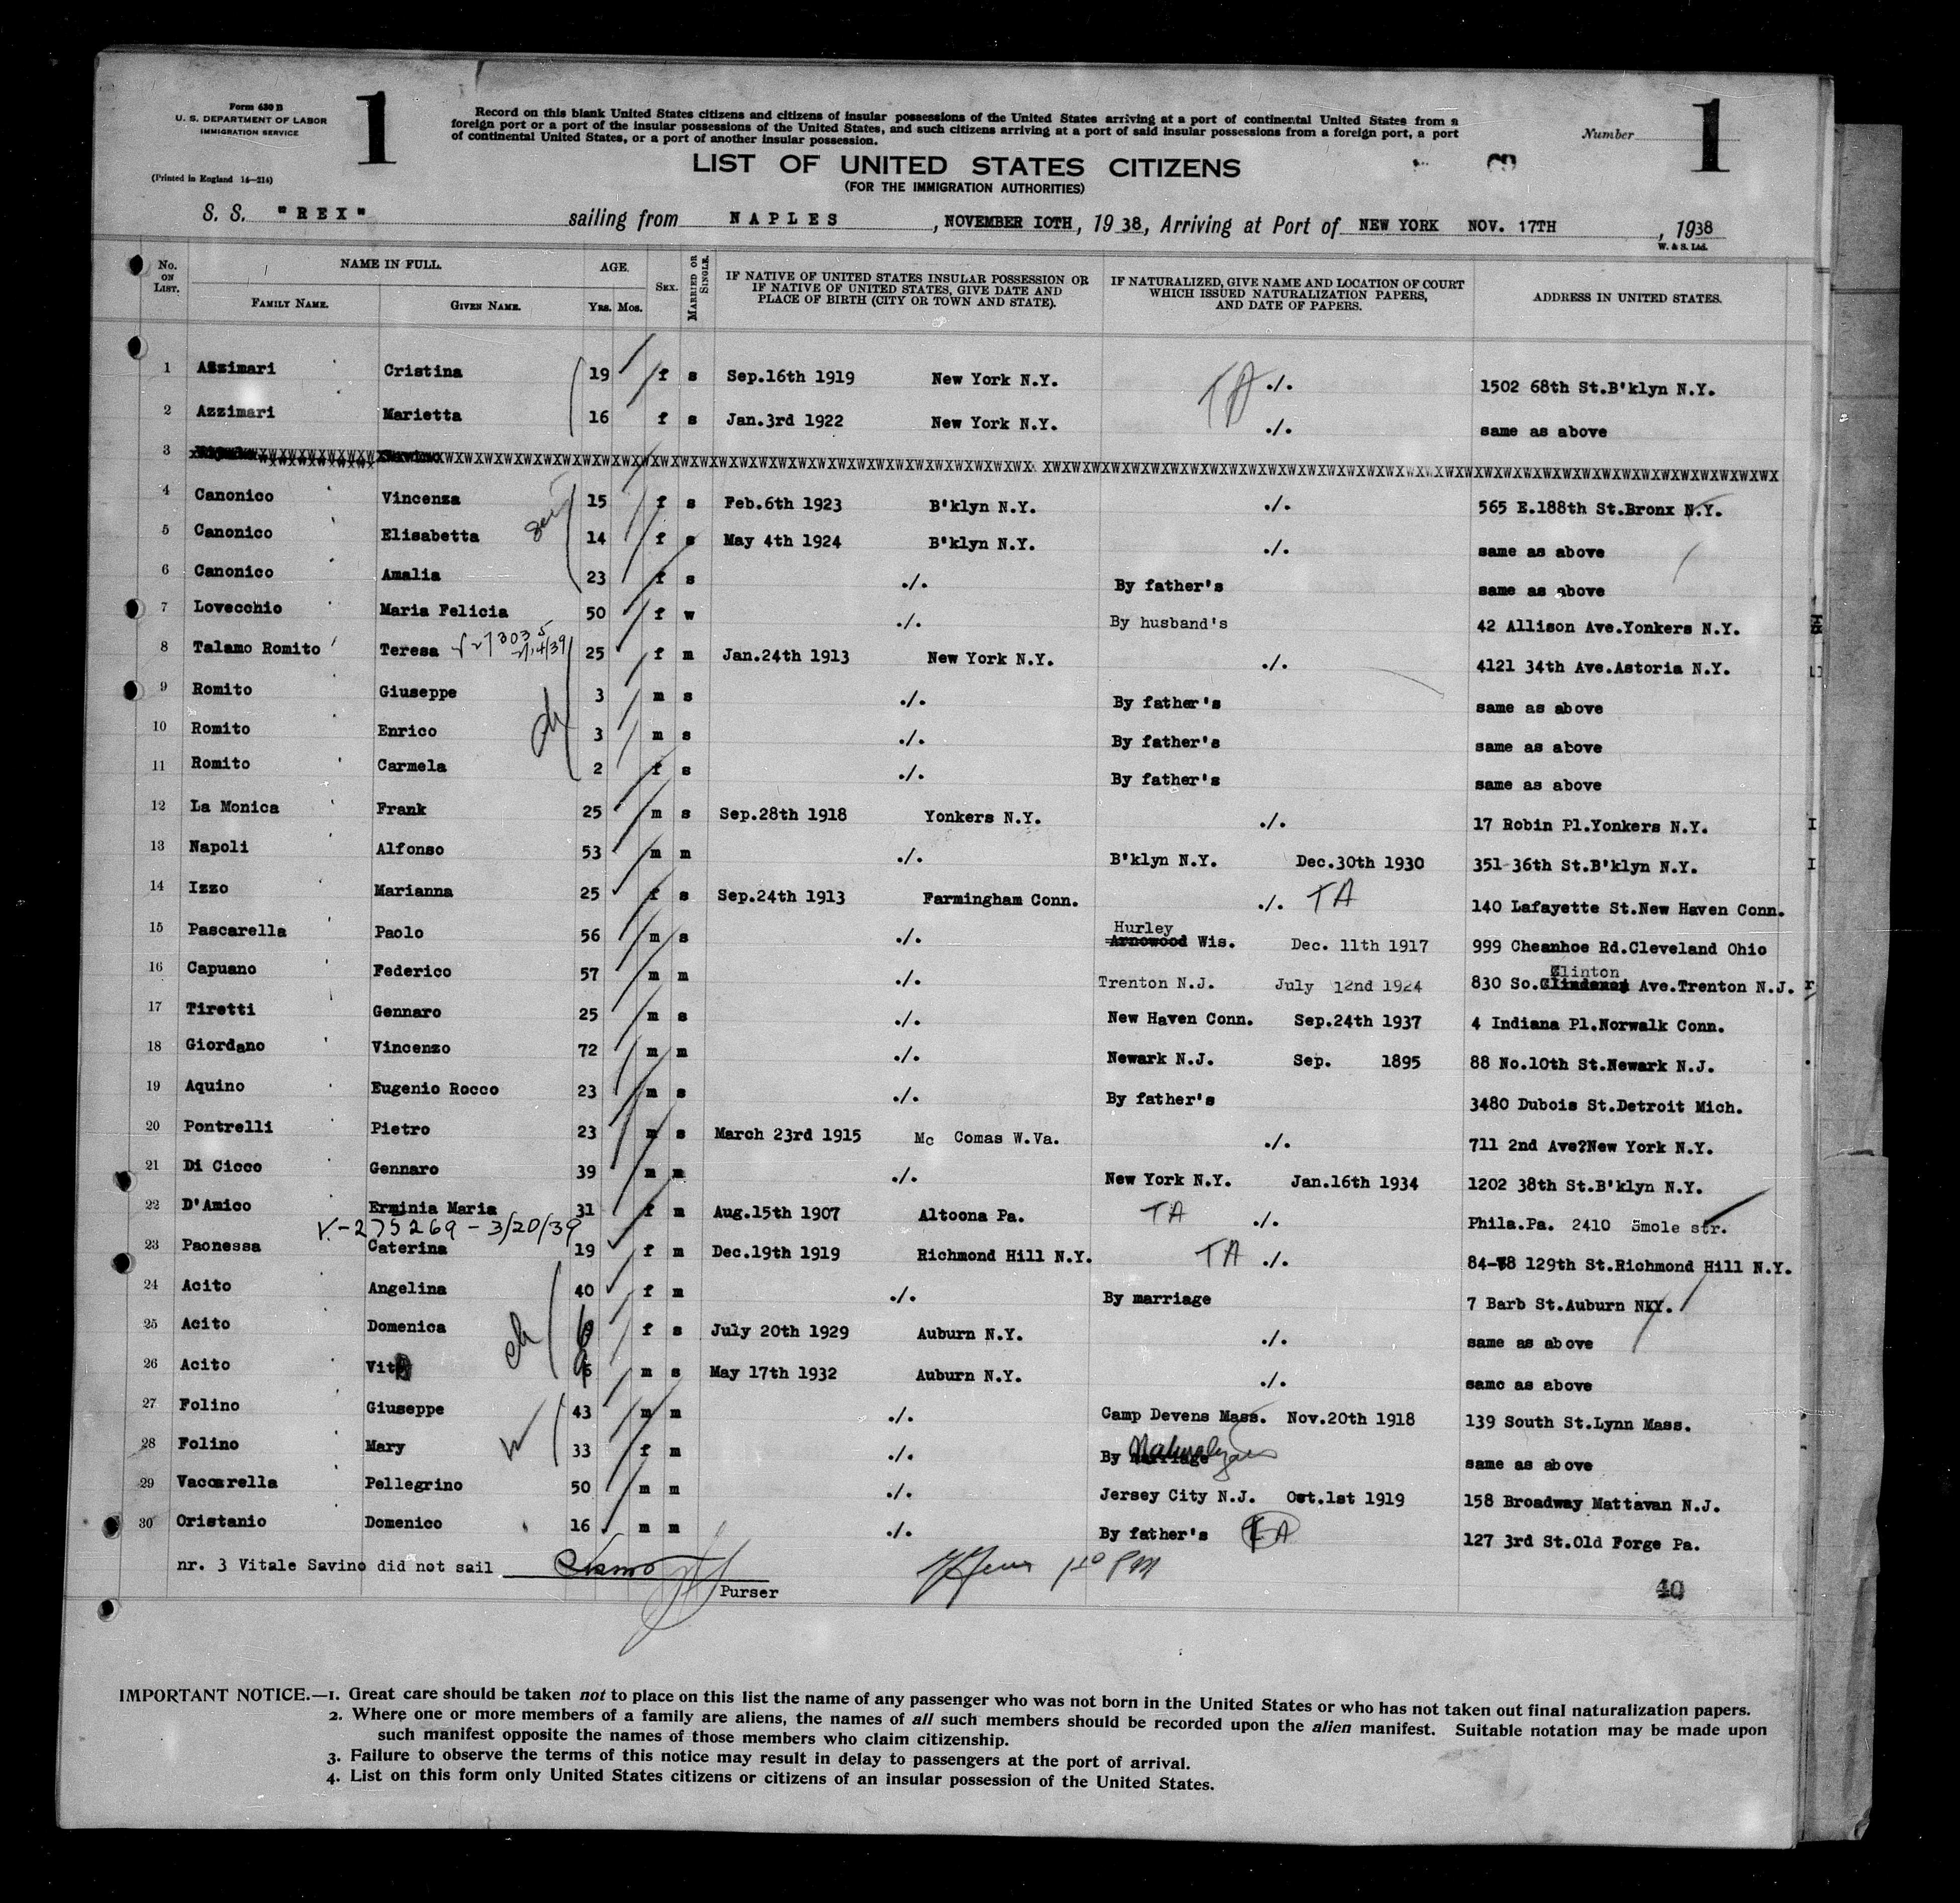 Form 630 B
U. S. DEPARTMENT OF LABOR
IMMIGRATION SERVICE
(Printed in England 14—214)
1
Record on this blank United States citizens and citizens of insular possessions of the United States arriving at a port of continental United States from a
foreign port or a port of the insular possessions of the United States, and such citizens arriving at a port of said insular possessions from a foreign port, a port
of continental United States, or a port of another insular possession.
Number
1
LIST OF UNITED STATES CITIZENS
(FOR THE IMMIGRATION AUTHORITIES)
S. S. "REX" sailing from NAPLES, NOVEMBER IOTH, 1938, Arriving at Port of NEW YORK NOV. 17TH, 1938
W. & S. Ltd.
No. ON LIST. NAME IN FULL. FAMILY NAME. GIVEN NAME. AGE. YRS. MOS. SEX. MARRIED OR SINGLE. IF NATIVE OF UNITED STATES INSULAR POSSESSION OR IF NATIVE OF UNITED STATES, GIVE DATE AND PLACE OF BIRTH (CITY OR TOWN AND STATE). IF NATURALIZED, GIVE NAME AND LOCATION OF COURT WHICH ISSUED NATURALIZATION PAPERS, AND DATE OF PAPERS. ADDRESS IN UNITED STATES.
1 Azzimari Cristina 19 f s Sep.16th 1919 New York N.Y. TA ./. 1502 68th St.B'klyn N.Y.
2 Azzimari Marietta 16 f s Jan.3rd 1922 New York N.Y. ./. same as above
3
4 Canonico Vincenza 15 f s Feb.6th 1923 B'klyn N.Y. ./. 565 E.188th St.Bronx N.Y.
5 Canonico Elisabetta 14 f s May 4th 1924 B'klyn N.Y. ./. same as above
6 Canonico Amalia 23 f s ./. By father's same as above
7 Lovecchio Maria Felicia 50 f w ./. By husband's 42 Allison Ave.Yonkers N.Y.
8 Talamo Romito Teresa 25 f m Jan.24th 1913 New York N.Y. ./. 4121 34th Ave.Astoria N.Y.
9 Romito Giuseppe 3 m s ./. By father's same as above
10 Romito Enrico ch 3 m s ./. By father's same as above
11 Romito Carmela 2 f s ./. By father's same as above
12 La Monica Frank 25 m s Sep.28th 1918 Yonkers N.Y. ./. 17 Robin Pl.Yonkers N.Y.
13 Napoli Alfonso 53 m m ./. B'klyn N.Y. Dec.30th 1930 351-36th St.B'klyn N.Y.
14 Izzo Marianna 25 f s Sep.24th 1913 Farmingham Conn. ./. TA 140 Lafayette St.New Haven Conn.
15 Pascarella Paolo 56 m s ./. Hurley Arnowood Wis. Dec. 11th 1917 999 Cheanhoe Rd.Cleveland Ohio
16 Capuano Federico 57 m m ./. Trenton N.J. July 12nd 1924 830 So. Clinton Ave.Trenton N.J.
17 Tiretti Gennaro 25 m s ./. New Haven Conn. Sep.24th 1937 4 Indiana Pl.Norwalk Conn.
18 Giordano Vincenzo 72 m m ./. Newark N.J. Sep. 1895 88 No.10th St.Newark N.J.
19 Aquino Eugenio Rocco 23 m s ./. By father's 3480 Dubois St.Detroit Mich.
20 Pontrelli Pietro 23 m s March 23rd 1915 Mc Comas W.Va. ./. 711 2nd Ave?New York N.Y.
21 Di Cicco Gennaro 39 m m ./. New York N.Y. Jan.16th 1934 1202 38th St.B'klyn N.Y.
22 D'Amico Erminia Maria 31 f m Aug.15th 1907 Altoona Pa. TA ./. Phila.Pa. 2410 Smole str.
V-275269 - 3/20/39
23 Paonessa Caterina 19 f m Dec.19th 1919 Richmond Hill N.Y. TA ./. 84-78 129th St.Richmond Hill N.Y.
24 Acito Angelina 40 f m ./. By marriage 7 Barb St.Auburn N.Y.
25 Acito Domenica ch f s July 20th 1929 Auburn N.Y. ./. same as above
26 Acito Vito 6 m s May 17th 1932 Auburn N.Y. ./. same as above
27 Folino Giuseppe 43 m m ./. Camp Devens Mass. Nov.20th 1918 139 South St.Lynn Mass.
28 Folino Mary 33 f m ./. By marriage same as above
29 Vaccarella Pellegrino 50 m m ./. Jersey City N.J. Oct.1st 1919 158 Broadway Mattavan N.J.
30 Oristanio Domenico 16 m m ./. By father's TA 127 3rd St.Old Forge Pa.
nr. 3 Vitale Savino did not sail
Purser
40
IMPORTANT NOTICE.—1. Great care should be taken not to place on this list the name of any passenger who was not born in the United States or who has not taken out final naturalization papers.
2. Where one or more members of a family are aliens, the names of all such members should be recorded upon the alien manifest. Suitable notation may be made upon
such manifest opposite the names of those members who claim citizenship.
3. Failure to observe the terms of this notice may result in delay to passengers at the port of arrival.
4. List on this form only United States citizens or citizens of an insular possession of the United States.